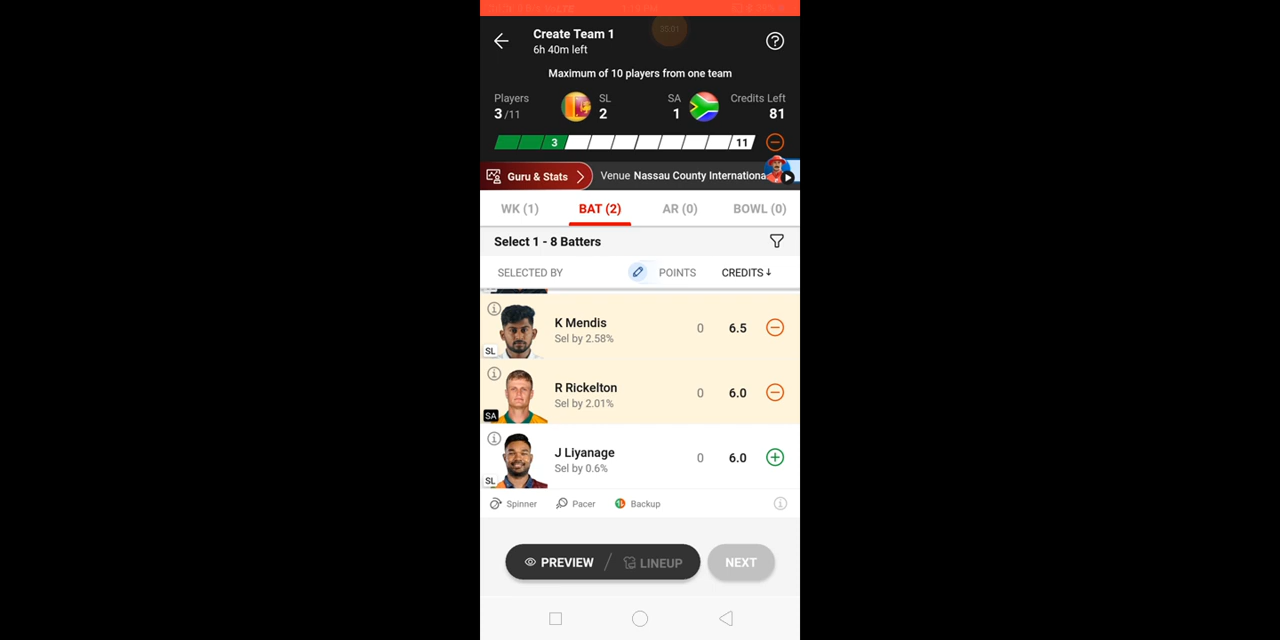 35:01
Create Team 1
6h 40m left
Maximum of 10 players from one team
Players
3/11
SL
2
SA
1
Credits Left
81
3
11
Guru & Stats
Venue Nassau County Internationa
WK (1)
BAT (2)
AR (0)
BOWL (0)
Select 1 - 8 Batters
SELECTED BY
POINTS
CREDITS↓
K Mendis
Sel by 2.58%
0
6.5
SL
R Rickelton
Sel by 2.01%
0
6.0
SA
J Liyanage
Sel by 0.6%
0
6.0
SL
Spinner
Pacer
Backup
PREVIEW / LINEUP
NEXT